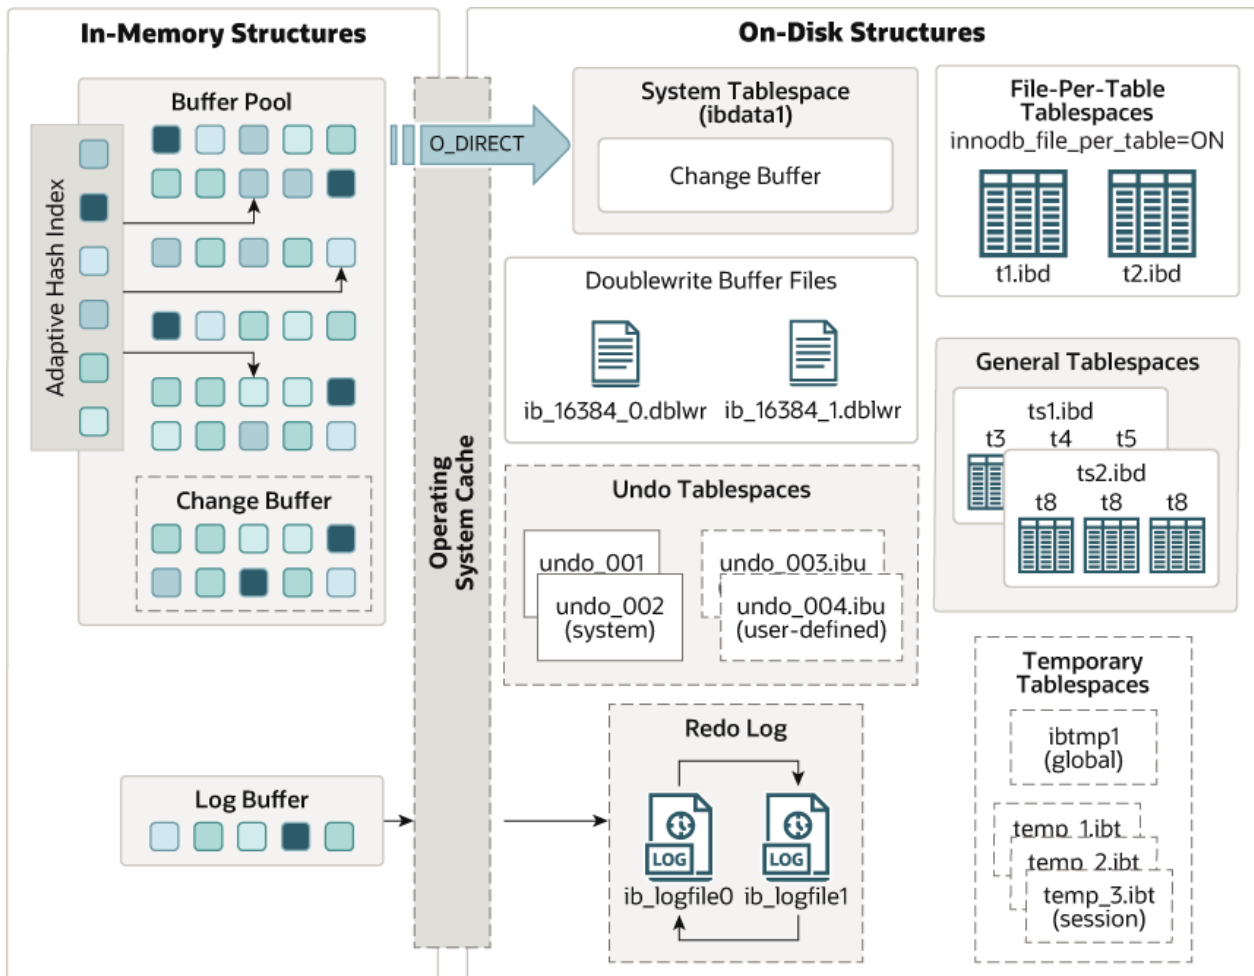 In-Memory Structures
On-Disk Structures
Buffer Pool
Adaptive Hash Index
Change Buffer
Log Buffer
Operating
System Cache
O_DIRECT
System Tablespace
(ibdata1)
Change Buffer
File-Per-Table
Tablespaces
innodb_file_per_table=ON
t1.ibd
t2.ibd
Doublewrite Buffer Files
ib_16384_0.dblwr
ib_16384_1.dblwr
General Tablespaces
ts1.ibd
t3 t4 t5
ts2.ibd
t8 t8 t8
Undo Tablespaces
undo_001
undo_002
(system)
undo_003.ibu
undo_004.ibu
(user-defined)
Temporary
Tablespaces
ibtmp1
(global)
temp_1.ibt
temp_2.ibt
temp_3.ibt
(session)
Redo Log
LOG
LOG
ib_logfile0
ib_logfile1